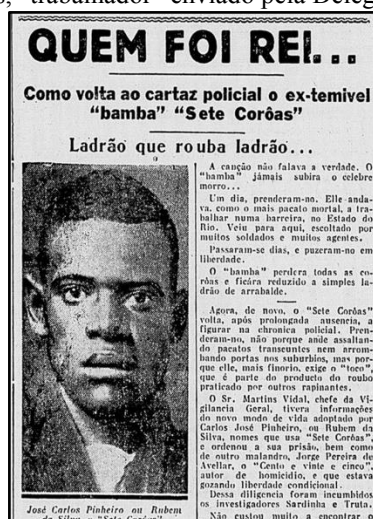 s, "trabalhador" enviado pela Deleg
QUEM FOI REI...
Como volta ao cartaz policial o ex-temivel
"bamba" "Sete Corôas"
Ladrão que rouba ladrão...
A canção não falava a verdade. O
"bamba" jámais subira o celebre
morro...
Um dia, prenderam-no. Elle anda-
va, como o mais pacato mortal, a tra-
balhar numa barreira, no Estado do
Rio. Veiu para aqui, escoltado por
muitos soldados e muitos agentes.
Passaram-se dias, e puzeram-no em
liberdade.
O "bamba" perdera todas as co-
rôas e ficára reduzido a simples la-
drão de arrabalde.
Agora, de novo, o "Sete Corôas"
volta, após prolongada ausencia, a
figurar na chronica policial. Pren-
deram-no, não porque ande assaltan-
do pacatos transeuntes nem arrom-
bando portas nos suburbios, mas por-
que elle, mais finorio, exige o "toco",
que é parte do producto do roubo
praticado por outros rapinantes.
O Sr. Martins Vidal, chefe da Vi-
gilancia Geral, tivera informações
do novo modo de vida adoptado por
Carlos José Pinheiro, ou Rubem da
Silva, nomes que usa "Sete Corôas",
e ordenou a sua prisão, bem como
de outro malandro, Jorge Pereira de
Avellar, o "Cento e vinte e cinco",
autor de homicidio, e que estava
gozando liberdade condicional.
Dessa diligencia foram incumbidos
os investigadores Sardinha e Truta.
Não custou muito a encontrar o
José Carlos Pinheiro ou Rubem
da Silva, o "Sete Corôas"